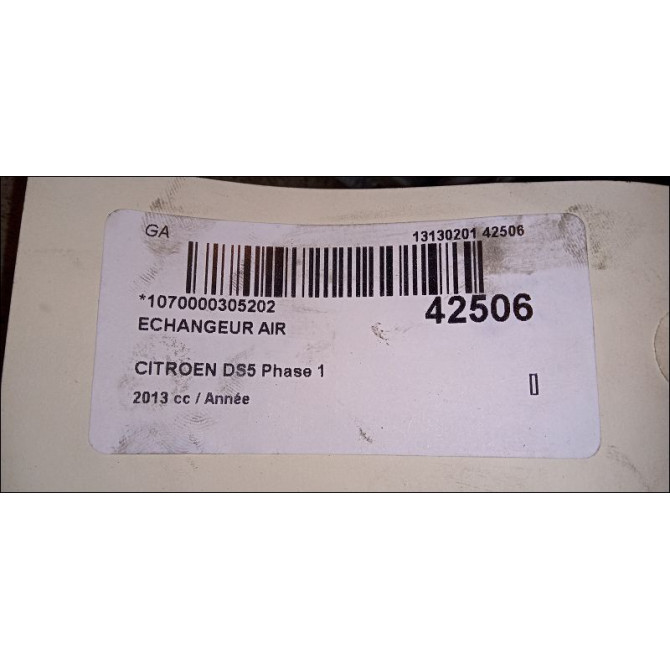 GA
13130201 42506
*1070000305202
42506
ECHANGEUR AIR
CITROEN DS5 Phase 1
2013 cc / Année